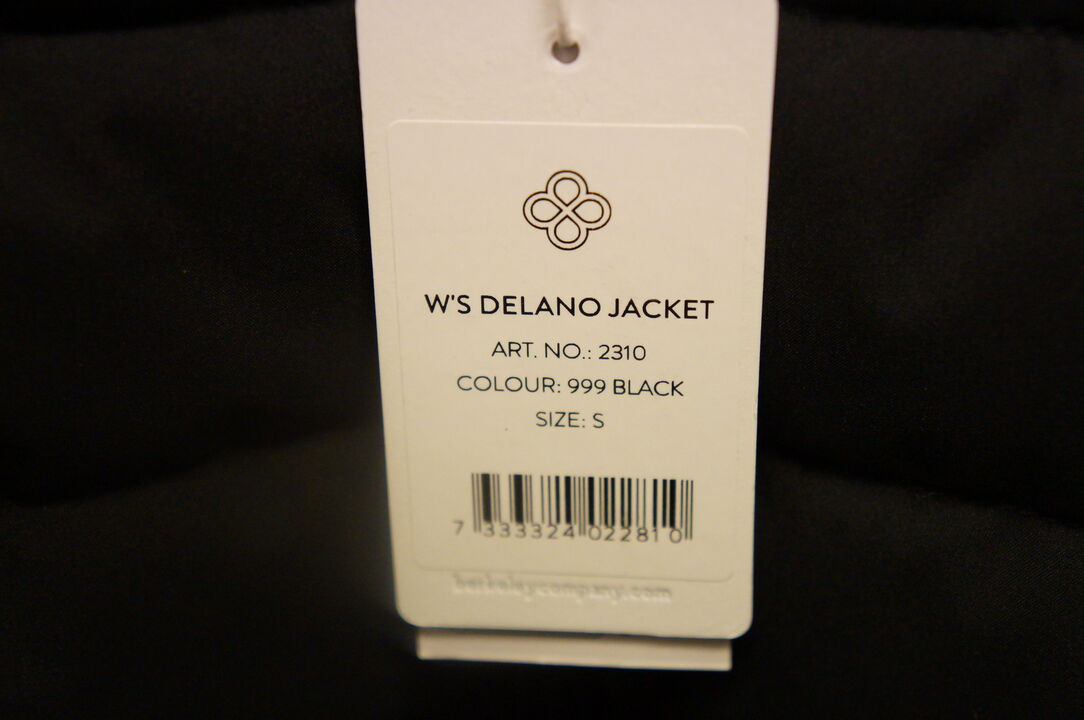 W'S DELANO JACKET
ART. NO.: 2310
COLOUR: 999 BLACK
SIZE: S
7 333324 022810
berkeleycompany.com